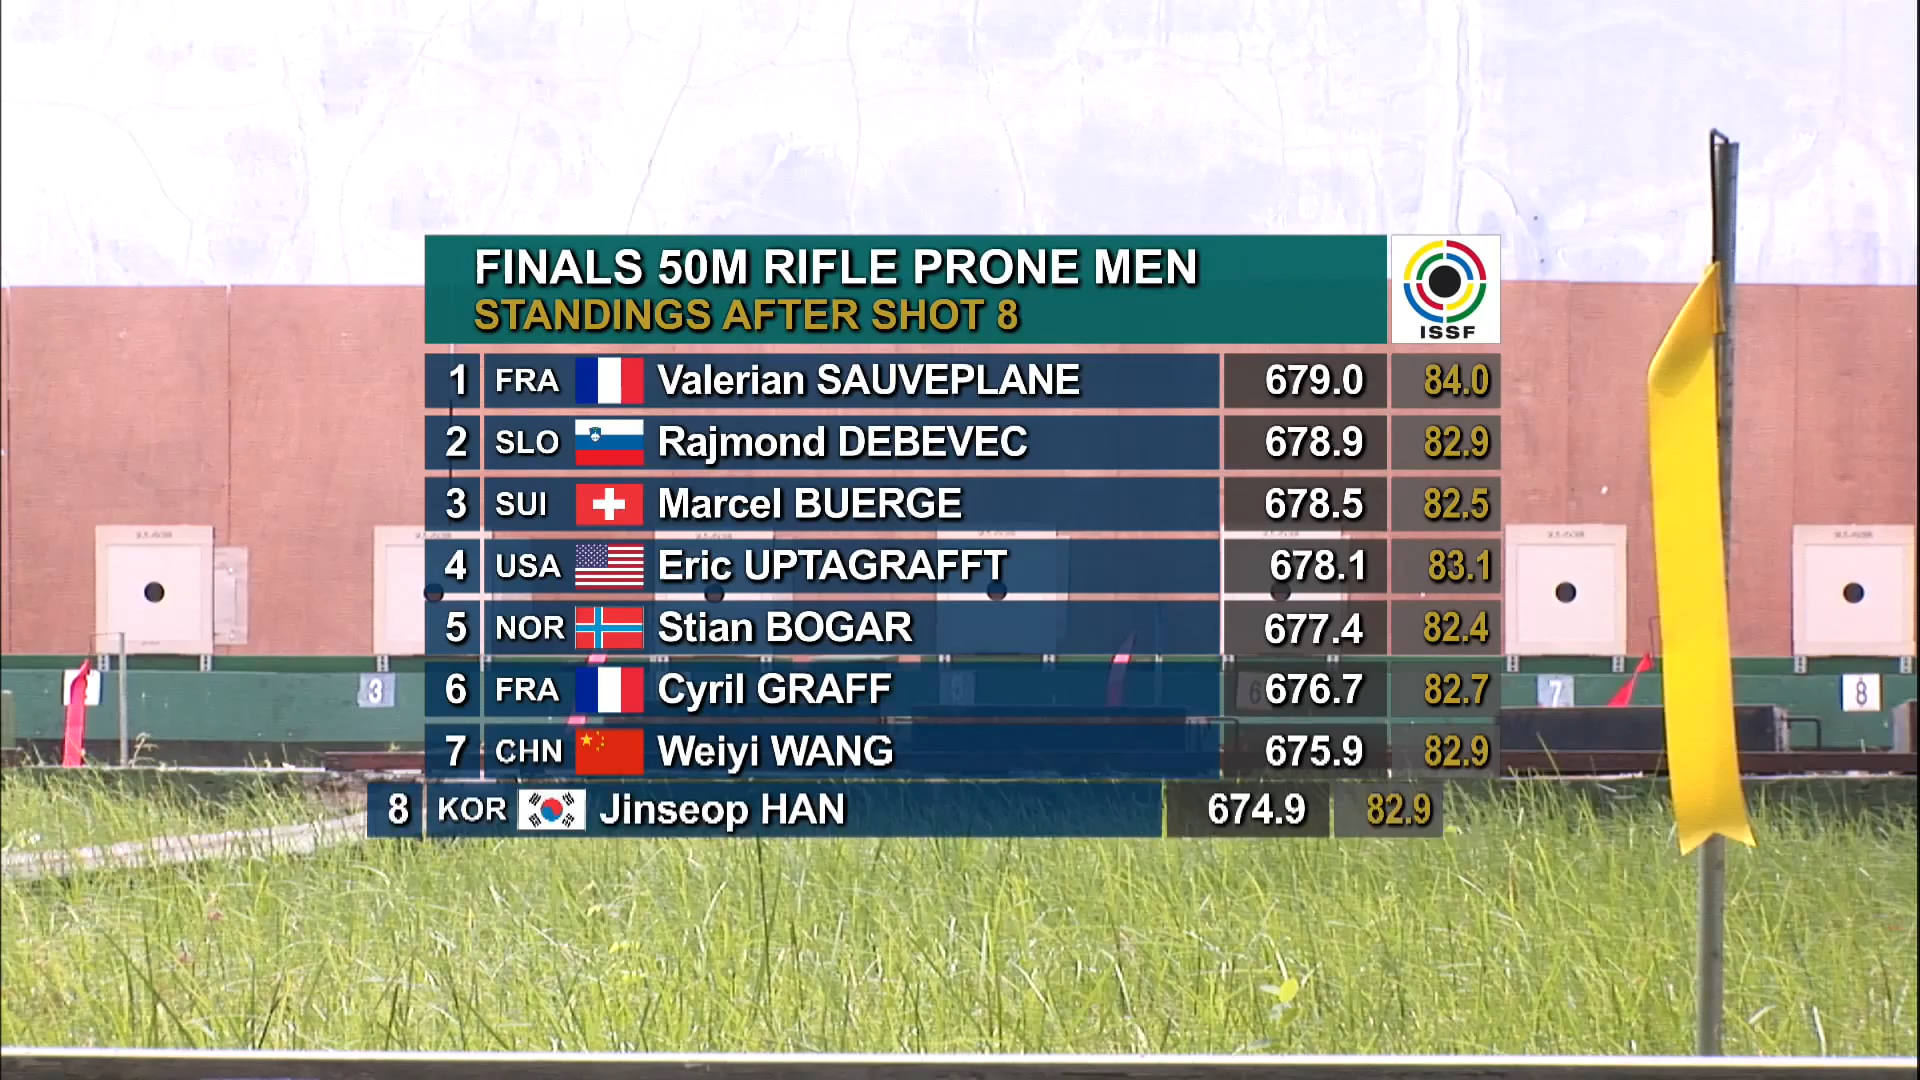 FINALS 50M RIFLE PRONE MEN
STANDINGS AFTER SHOT 8
ISSF
1 FRA Valerian SAUVEPLANE 679.0 84.0
2 SLO Rajmond DEBEVEC 678.9 82.9
3 SUI Marcel BUERGE 678.5 82.5
4 USA Eric UPTAGRAFFT 678.1 83.1
5 NOR Stian BOGAR 677.4 82.4
6 FRA Cyril GRAFF 676.7 82.7
7 CHN Weiyi WANG 675.9 82.9
8 KOR Jinseop HAN 674.9 82.9
3 6 7 8